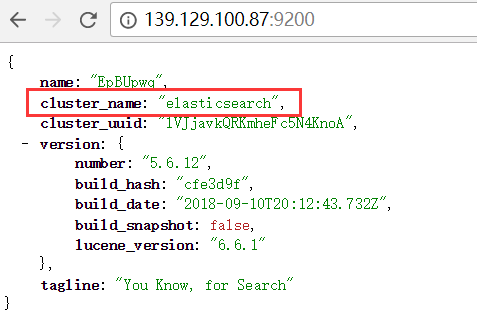 139.129.100.87:9200
{
name: "EpBUpwq",
cluster_name: "elasticsearch",
cluster_uuid: "1VJjavkQRKmheFc5N4KnoA",
- version: {
number: "5.6.12",
build_hash: "cfe3d9f",
build_date: "2018-09-10T20:12:43.732Z",
build_snapshot: false,
lucene_version: "6.6.1"
},
tagline: "You Know, for Search"
}